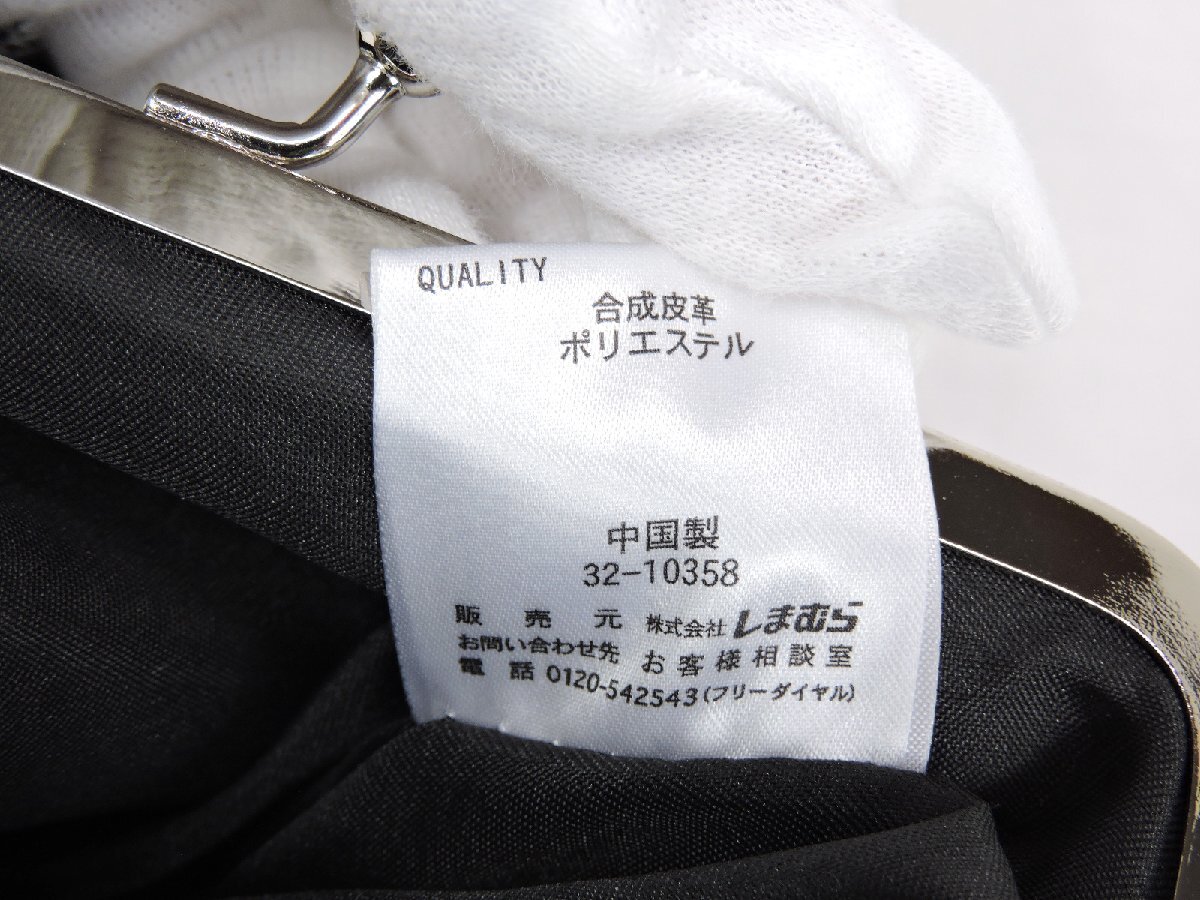 QUALITY
合成皮革
ポリエステル
中国製
32-10358
販売元 株式会社しまむら
お問い合わせ先 お客様相談室
電話 0120-542543(フリーダイヤル)